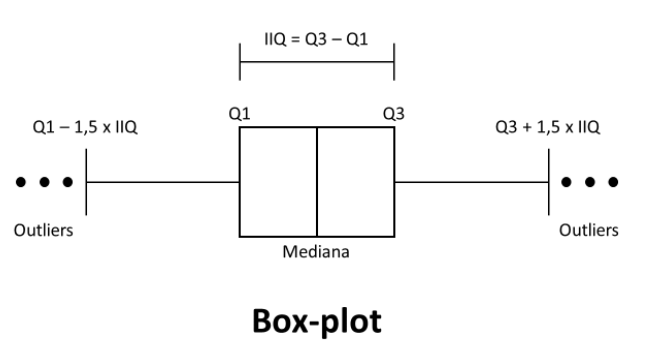 IIQ = Q3 – Q1
Q1
Q3
Q1 – 1,5 x IIQ
Q3 + 1,5 x IIQ
Outliers
Outliers
Mediana
Box-plot